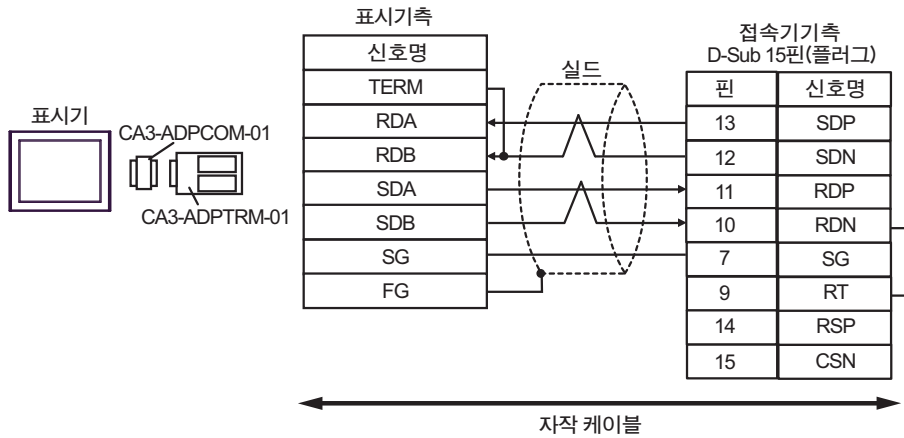 표시기측
신호명
TERM
RDA
RDB
SDA
SDB
SG
FG
실드
표시기
CA3-ADPCOM-01
CA3-ADPTRM-01
접속기기측
D-Sub 15핀(플러그)
핀 신호명
13 SDP
12 SDN
11 RDP
10 RDN
7 SG
9 RT
14 RSP
15 CSN
자작 케이블